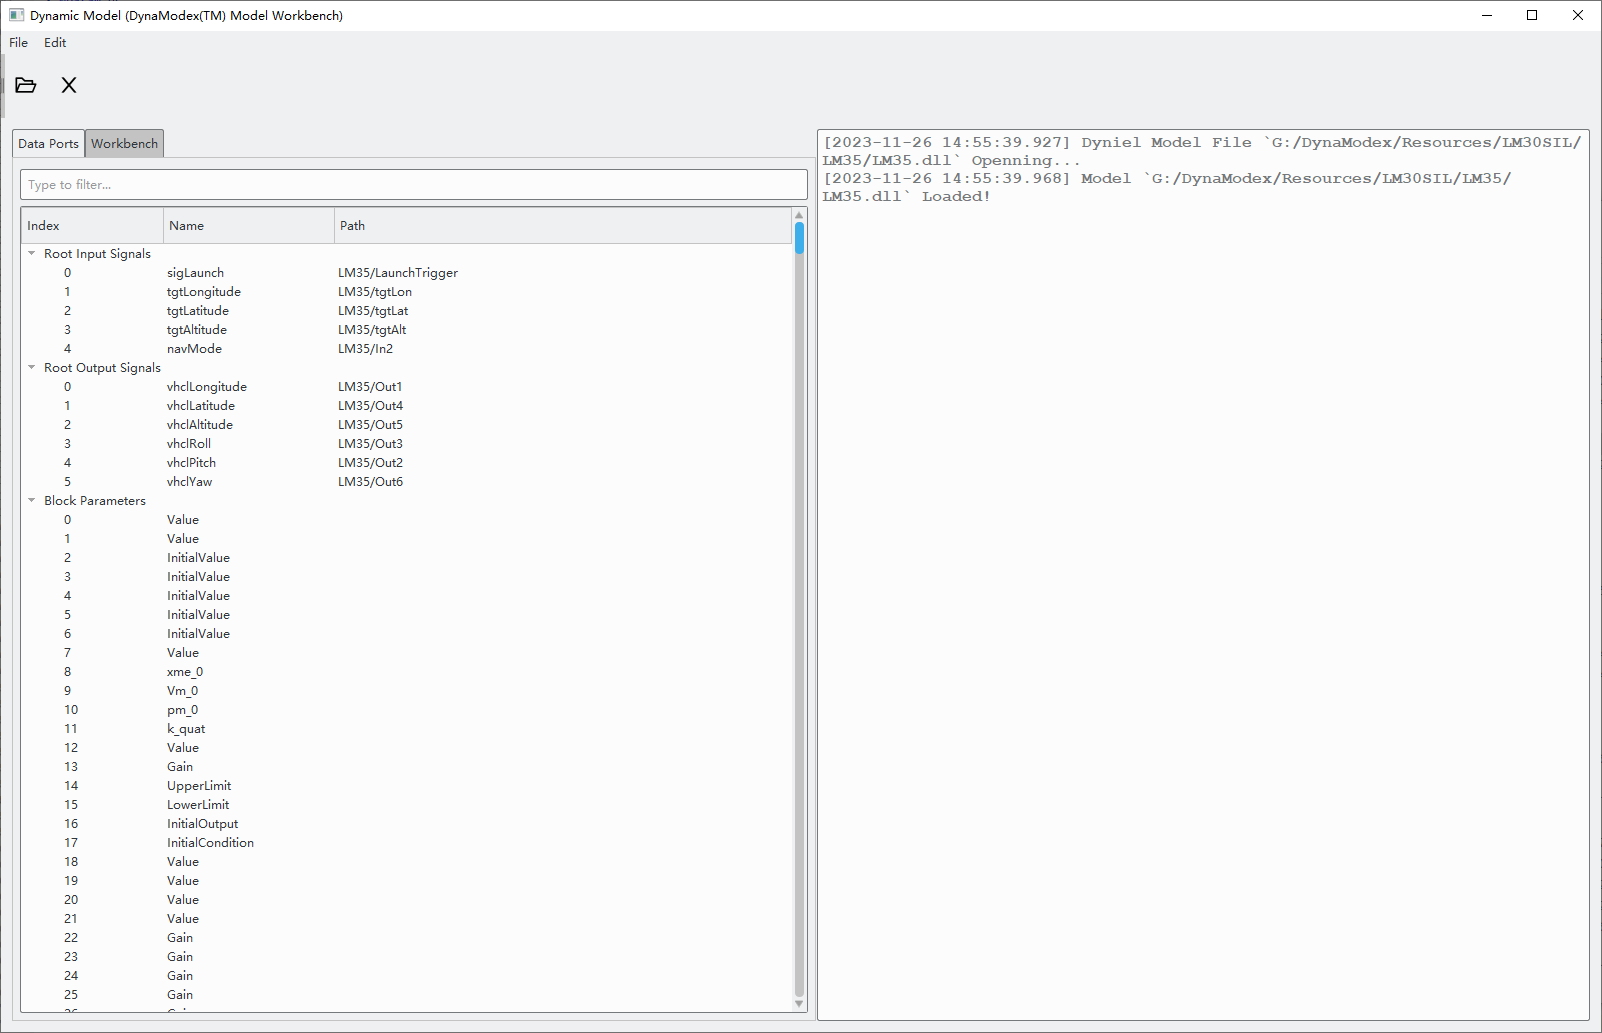 Dynamic Model (DynaModex(TM) Model Workbench)
File Edit
Data Ports Workbench
Type to filter...
Index Name Path
Root Input Signals
0 sigLaunch LM35/LaunchTrigger
1 tgtLongitude LM35/tgtLon
2 tgtLatitude LM35/tgtLat
3 tgtAltitude LM35/tgtAlt
4 navMode LM35/In2
Root Output Signals
0 vhclLongitude LM35/Out1
1 vhclLatitude LM35/Out4
2 vhclAltitude LM35/Out5
3 vhclRoll LM35/Out3
4 vhclPitch LM35/Out2
5 vhclYaw LM35/Out6
Block Parameters
0 Value
1 Value
2 InitialValue
3 InitialValue
4 InitialValue
5 InitialValue
6 InitialValue
7 Value
8 xme_0
9 Vm_0
10 pm_0
11 k_quat
12 Value
13 Gain
14 UpperLimit
15 LowerLimit
16 InitialOutput
17 InitialCondition
18 Value
19 Value
20 Value
21 Value
22 Gain
23 Gain
24 Gain
25 Gain
[2023-11-26 14:55:39.927] Dyniel Model File `G:/DynaModex/Resources/LM30SIL/
LM35/LM35.dll` Openning...
[2023-11-26 14:55:39.968] Model `G:/DynaModex/Resources/LM30SIL/LM35/
LM35.dll` Loaded!